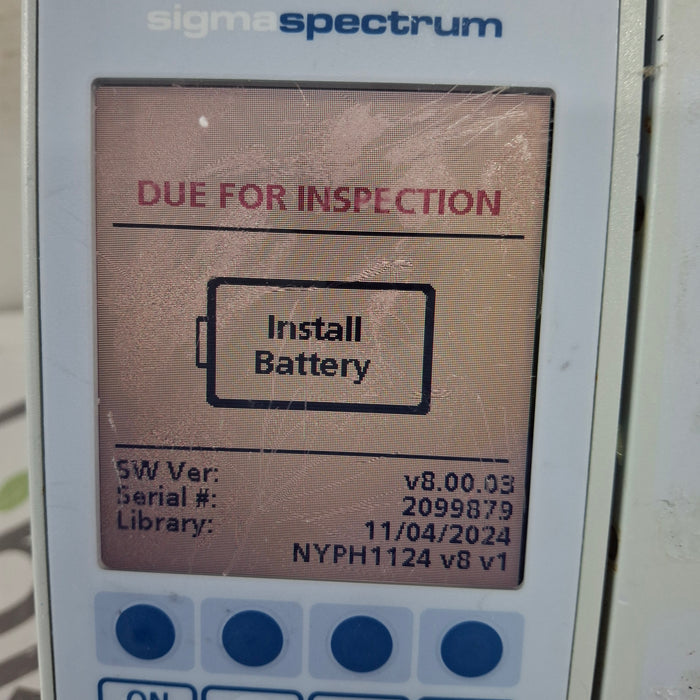 sigmaspectrum
DUE FOR INSPECTION
Install
Battery
SW Ver: v8.00.03
Serial #: 2099879
Library: 11/04/2024
NYPH1124 v8 v1
ON